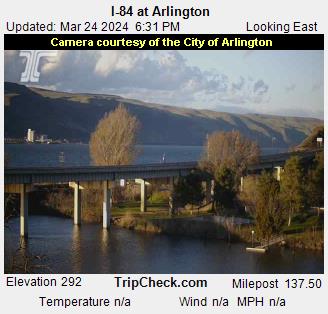 I-84 at Arlington
Updated: Mar 24 2024 6:31 PM Looking East
Camera courtesy of the City of Arlington
Elevation 292 TripCheck.com Milepost 137.50
Temperature n/a Wind n/a MPH n/a